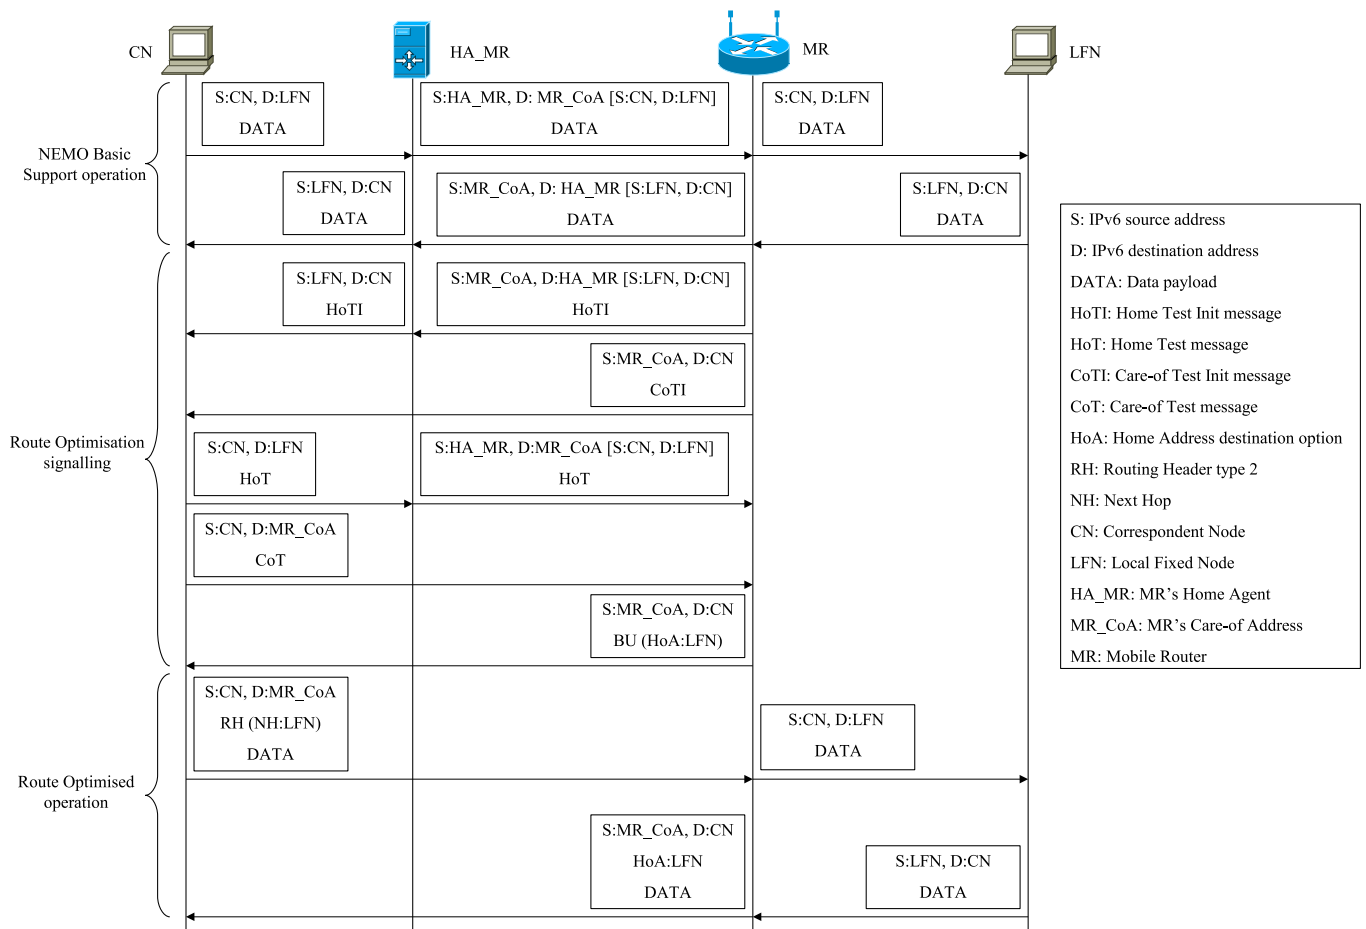 CN
HA_MR
MR
LFN
S:CN, D:LFN
DATA
S:HA_MR, D: MR_CoA [S:CN, D:LFN]
DATA
S:CN, D:LFN
DATA
NEMO Basic
Support operation
S:LFN, D:CN
DATA
S:MR_CoA, D: HA_MR [S:LFN, D:CN]
DATA
S:LFN, D:CN
DATA
S:LFN, D:CN
HoTI
S:MR_CoA, D:HA_MR [S:LFN, D:CN]
HoTI
S:MR_CoA, D:CN
CoTI
Route Optimisation
signalling
S:CN, D:LFN
HoT
S:HA_MR, D:MR_CoA [S:CN, D:LFN]
HoT
S:CN, D:MR_CoA
CoT
S:MR_CoA, D:CN
BU (HoA:LFN)
S:CN, D:MR_CoA
RH (NH:LFN)
DATA
S:CN, D:LFN
DATA
Route Optimised
operation
S:MR_CoA, D:CN
HoA:LFN
DATA
S:LFN, D:CN
DATA
S: IPv6 source address
D: IPv6 destination address
DATA: Data payload
HoTI: Home Test Init message
HoT: Home Test message
CoTI: Care-of Test Init message
CoT: Care-of Test message
HoA: Home Address destination option
RH: Routing Header type 2
NH: Next Hop
CN: Correspondent Node
LFN: Local Fixed Node
HA_MR: MR's Home Agent
MR_CoA: MR's Care-of Address
MR: Mobile Router